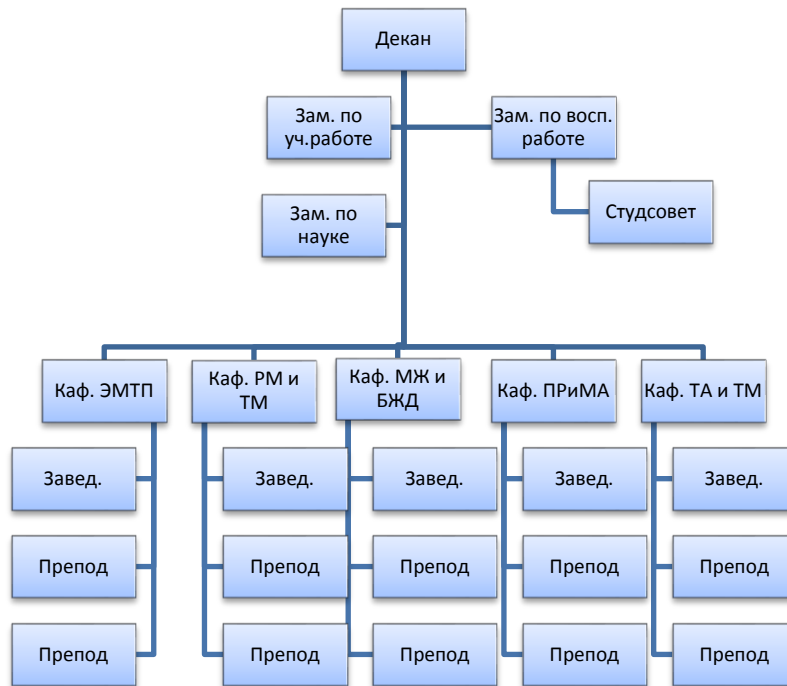 Декан
Зам. по
уч.работе
Зам. по восп.
работе
Зам. по
науке
Студсовет
Каф. ЭМТП
Каф. РМ и
ТМ
Каф. МЖ и
БЖД
Каф. ПРиМА
Каф. ТА и ТМ
Завед.
Завед.
Завед.
Завед.
Завед.
Препод
Препод
Препод
Препод
Препод
Препод
Препод
Препод
Препод
Препод